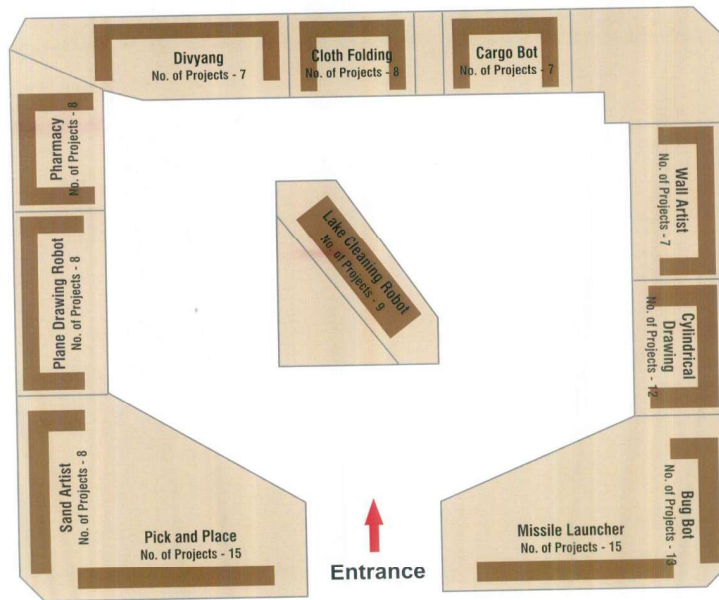 Divyang
No. of Projects - 7
Cloth Folding
No. of Projects - 8
Cargo Bot
No. of Projects - 7
Pharmacy
No. of Projects - 8
Wall Artist
No. of Projects - 7
Lake Cleaning Robot
No. of Projects - 9
Plane Drawing Robot
No. of Projects - 8
Cylindrical
Drawing
No. of Projects - 12
Sand Artist
No. of Projects - 8
Bug Bot
No. of Projects - 13
Pick and Place
No. of Projects - 15
Missile Launcher
No. of Projects - 15
Entrance